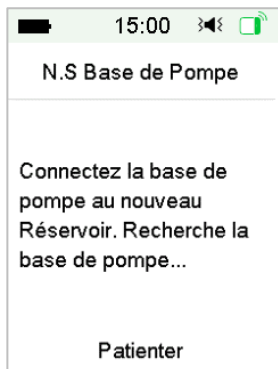 15:00
N.S Base de Pompe
Connectez la base de
pompe au nouveau
Réservoir. Recherche la
base de pompe...
Patienter